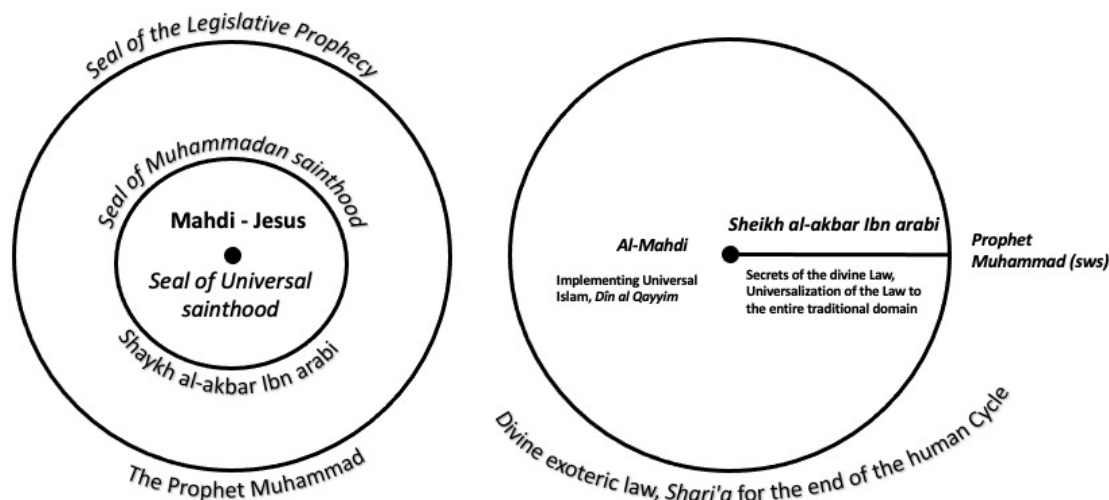 Seal of the Legislative Prophecy
Seal of Muhammadan sainthood
Mahdi - Jesus
Seal of Universal
sainthood
Shaykh al-akbar Ibn arabi
The Prophet Muhammad
Sheikh al-akbar Ibn arabi
Al-Mahdi
Prophet
Muhammad (sws)
Implementing Universal
Islam, Dîn al Qayyim
Secrets of the divine Law,
Universalization of the Law to
the entire traditional domain
Divine exoteric law, Shari'a for the end of the human Cycle